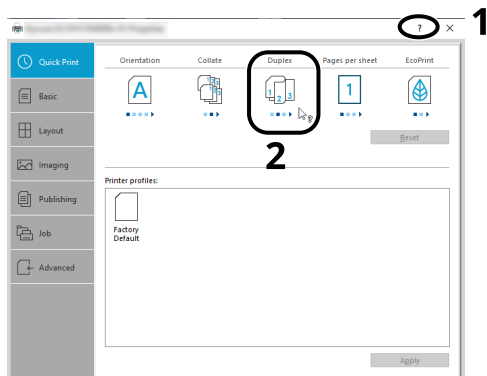 1
?
Quick Print
Orientation
Collate
Duplex
Pages per sheet
EcoPrint
A
1 2 3
1
Basic
Layout
Reset
2
Imaging
Printer profiles:
Publishing
Factory
Default
Job
Advanced
Apply